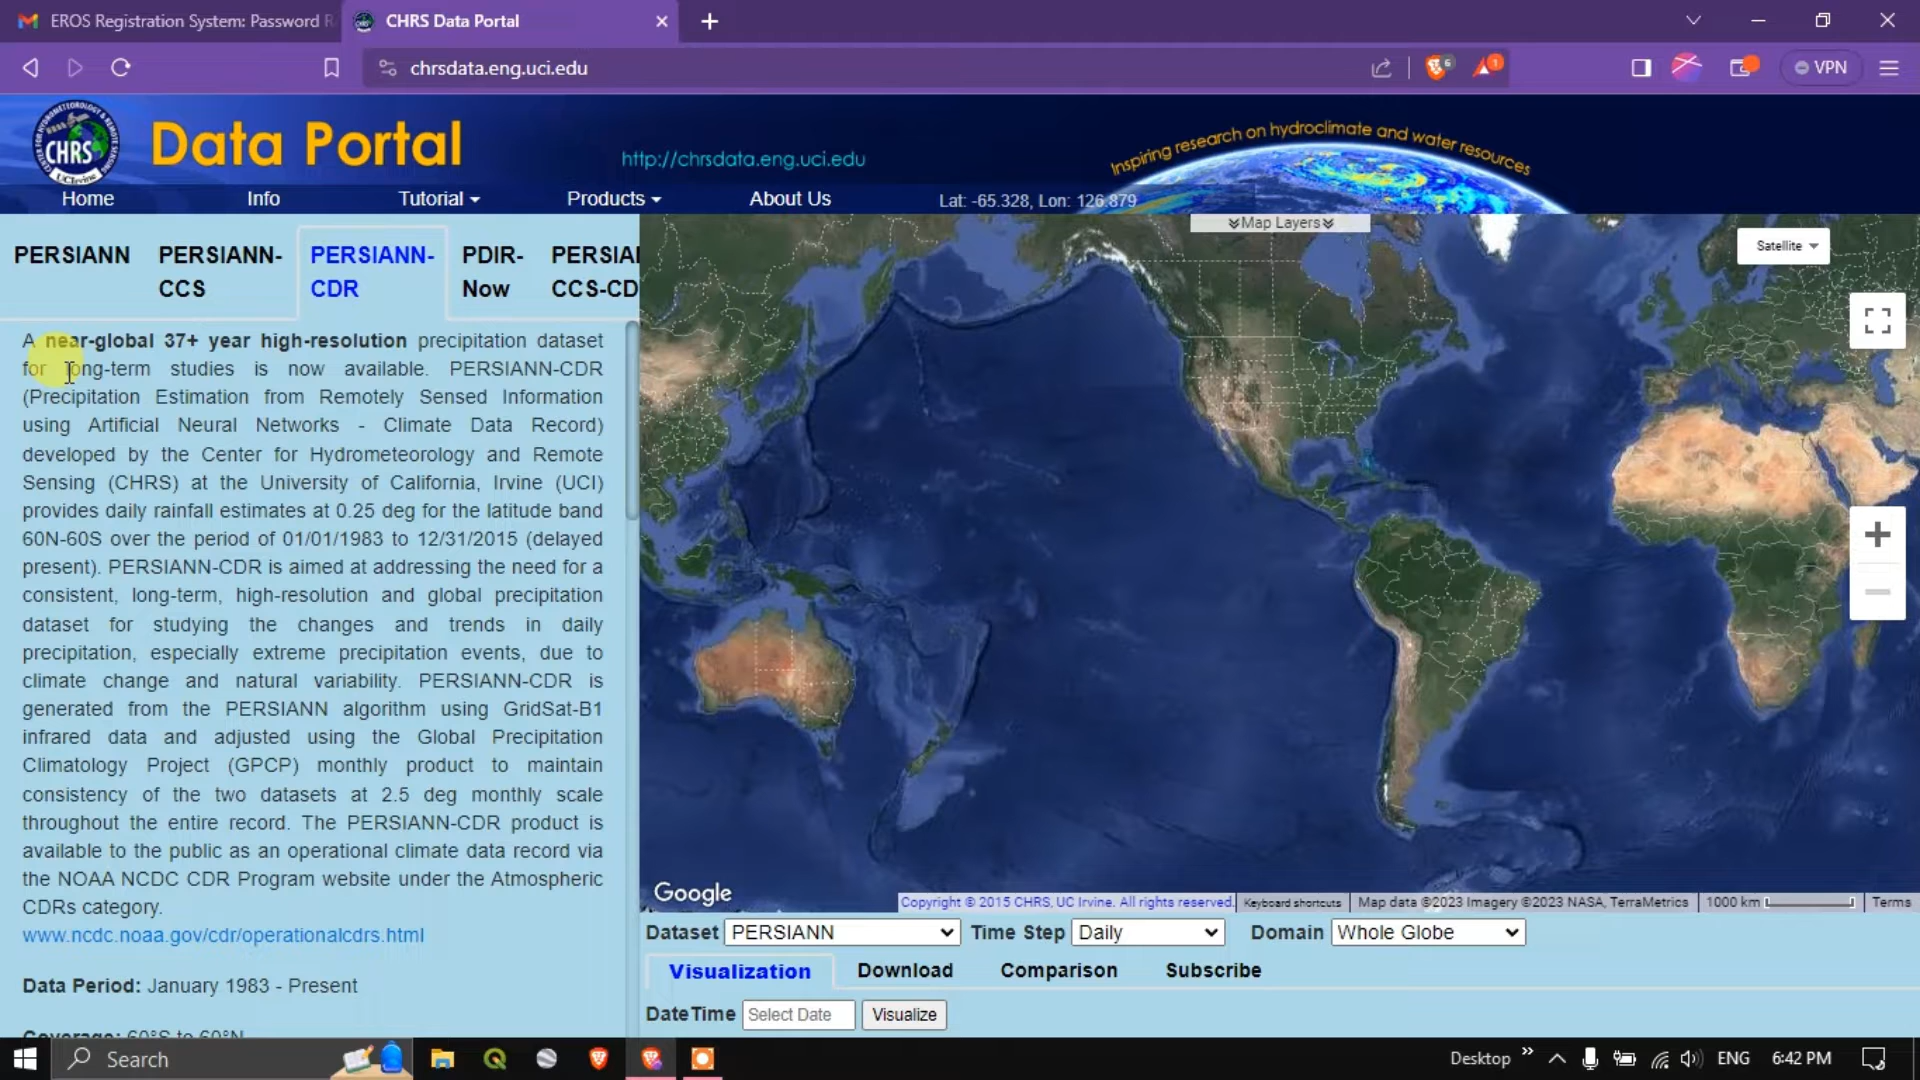 EROS Registration System: Password R
CHRS Data Portal
chrsdata.eng.uci.edu
6
1
VPN
CHRS
UCIrvine
Data Portal
http://chrsdata.eng.uci.edu
Inspiring research on hydroclimate and water resources
Home
Info
Tutorial
Products
About Us
Lat: -65.328, Lon: 126.879
PERSIANN
PERSIANN-
CCS
PERSIANN-
CDR
PDIR-
Now
PERSIAN
CCS-CD
A near-global 37+ year high-resolution precipitation dataset
for long-term studies is now available. PERSIANN-CDR
(Precipitation Estimation from Remotely Sensed Information
using Artificial Neural Networks - Climate Data Record)
developed by the Center for Hydrometeorology and Remote
Sensing (CHRS) at the University of California, Irvine (UCI)
provides daily rainfall estimates at 0.25 deg for the latitude band
60N-60S over the period of 01/01/1983 to 12/31/2015 (delayed
present). PERSIANN-CDR is aimed at addressing the need for a
consistent, long-term, high-resolution and global precipitation
dataset for studying the changes and trends in daily
precipitation, especially extreme precipitation events, due to
climate change and natural variability. PERSIANN-CDR is
generated from the PERSIANN algorithm using GridSat-B1
infrared data and adjusted using the Global Precipitation
Climatology Project (GPCP) monthly product to maintain
consistency of the two datasets at 2.5 deg monthly scale
throughout the entire record. The PERSIANN-CDR product is
available to the public as an operational climate data record via
the NOAA NCDC CDR Program website under the Atmospheric
CDRs category.
www.ncdc.noaa.gov/cdr/operationalcdrs.html
Data Period: January 1983 - Present
Coverage: 60°S to 60°N
Map Layers
Satellite
Google
Copyright © 2015 CHRS, UC Irvine. All rights reserved.
Keyboard shortcuts
Map data ©2023 Imagery ©2023 NASA, TerraMetrics
1000 km
Terms
Dataset PERSIANN Time Step Daily Domain Whole Globe
Visualization Download Comparison Subscribe
DateTime Select Date Visualize
Search
Desktop
ENG
6:42 PM